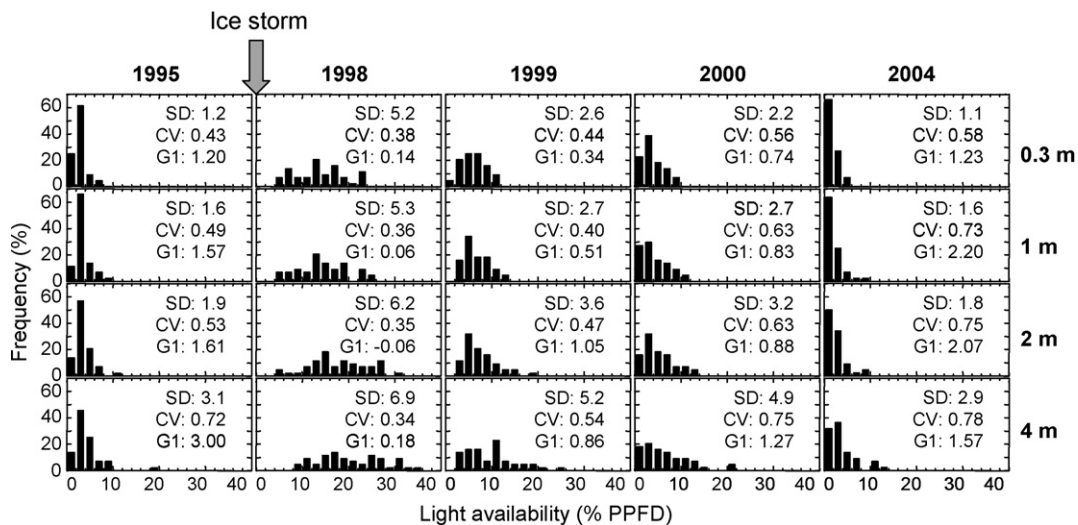 Ice storm
1995 1998 1999 2000 2004
60 SD: 1.2 SD: 5.2 SD: 2.6 SD: 2.2 SD: 1.1
40 CV: 0.43 CV: 0.38 CV: 0.44 CV: 0.56 CV: 0.58 0.3 m
20 G1: 1.20 G1: 0.14 G1: 0.34 G1: 0.74 G1: 1.23
0
60 SD: 1.6 SD: 5.3 SD: 2.7 SD: 2.7 SD: 1.6
40 CV: 0.49 CV: 0.36 CV: 0.40 CV: 0.63 CV: 0.73 1 m
20 G1: 1.57 G1: 0.06 G1: 0.51 G1: 0.83 G1: 2.20
0
60 SD: 1.9 SD: 6.2 SD: 3.6 SD: 3.2 SD: 1.8
40 CV: 0.53 CV: 0.35 CV: 0.47 CV: 0.63 CV: 0.75 2 m
20 G1: 1.61 G1: -0.06 G1: 1.05 G1: 0.88 G1: 2.07
0
60 SD: 3.1 SD: 6.9 SD: 5.2 SD: 4.9 SD: 2.9
40 CV: 0.72 CV: 0.34 CV: 0.54 CV: 0.75 CV: 0.78 4 m
20 G1: 3.00 G1: 0.18 G1: 0.86 G1: 1.27 G1: 1.57
0
0 10 20 30 40 0 10 20 30 40 0 10 20 30 40 0 10 20 30 40 0 10 20 30 40
Frequency (%)
Light availability (% PPFD)